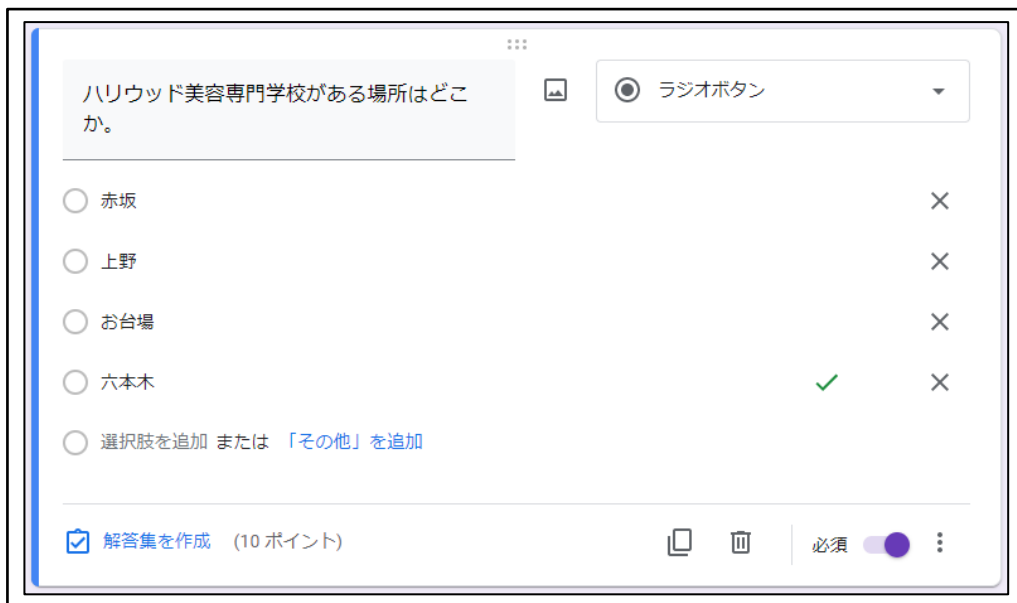 ハリウッド美容専門学校がある場所はどこ
か。
ラジオボタン
赤坂
上野
お台場
六本木
選択肢を追加 または 「その他」を追加
解答集を作成 (10 ポイント)
必須